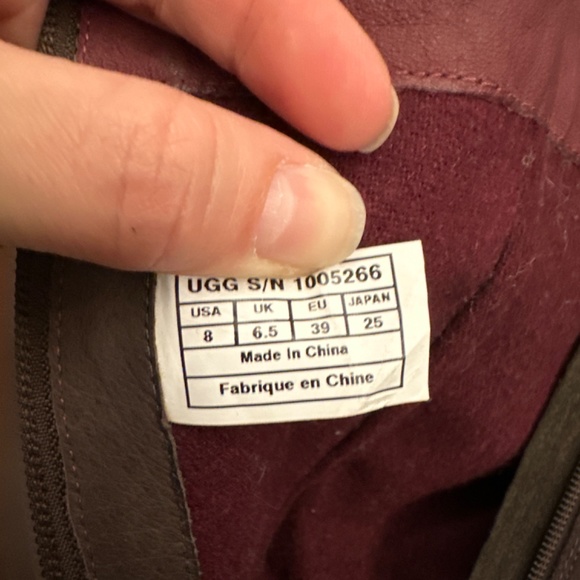 UGG S/N 1005266
USA UK EU JAPAN
8 6.5 39 25
Made In China
Fabrique en Chine